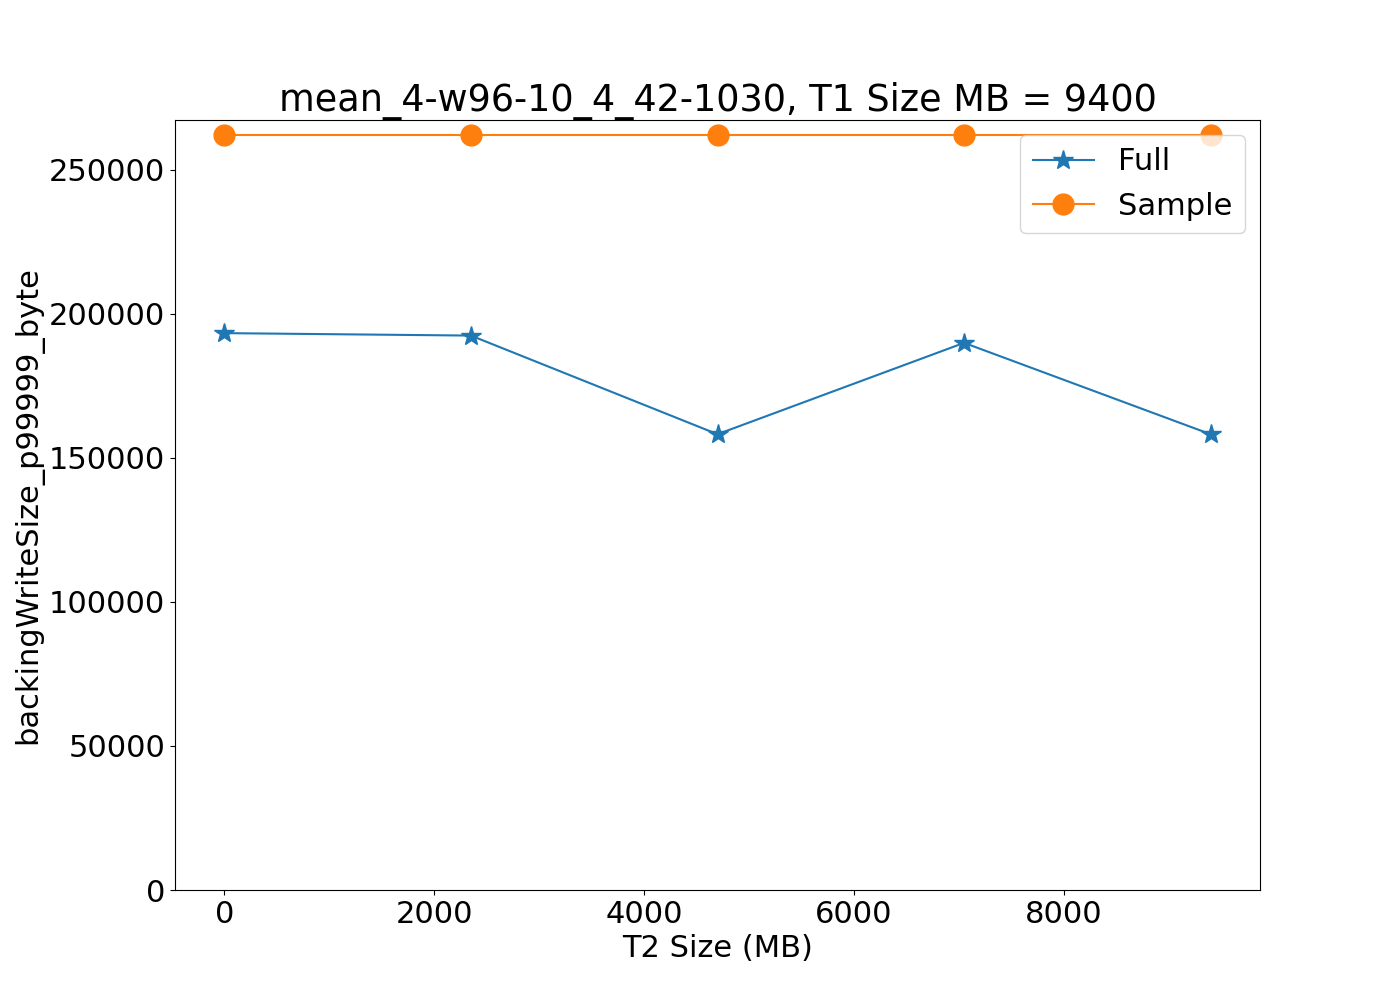 mean_4-w96-10_4_42-1030, T1 Size MB = 9400
Full
Sample
backingWriteSize_p99999_byte
250000
200000
150000
100000
50000
0
0 2000 4000 6000 8000
T2 Size (MB)